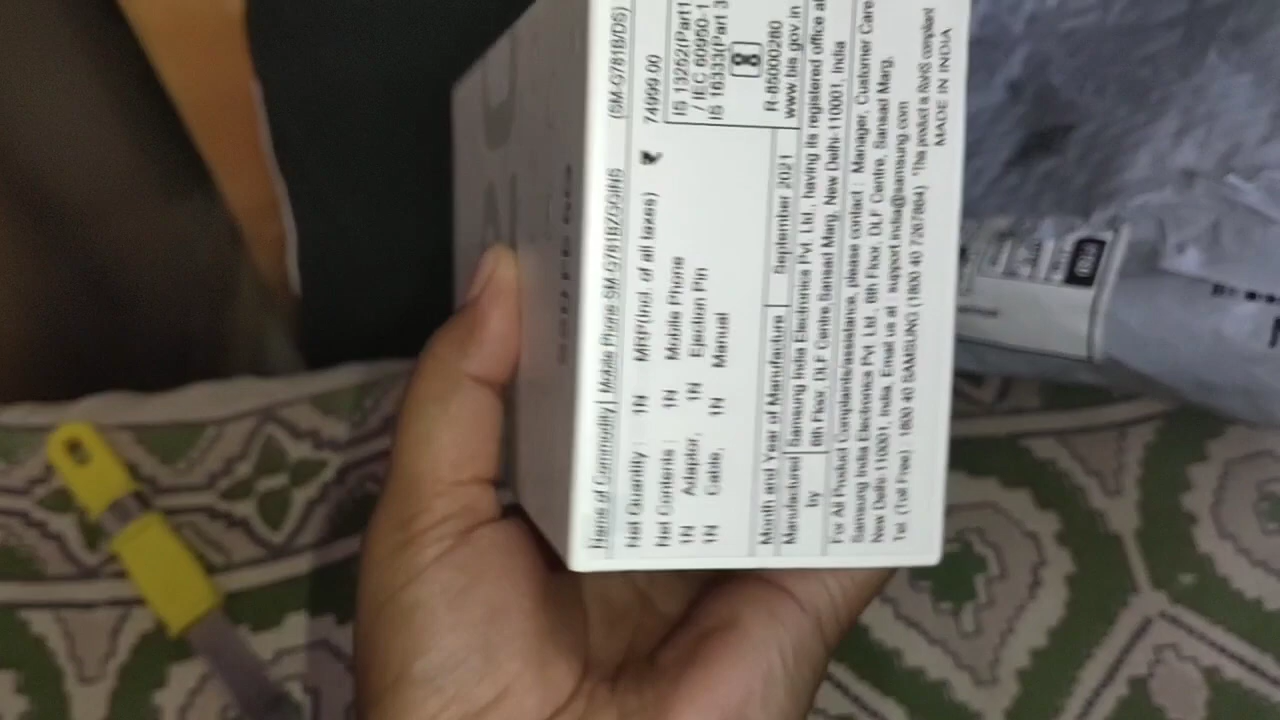 Name of Commodity Mobile Phone SM-G781BZGGINS (SM-G781B/DS)
Net Quantity : 1N MRP(Incl. of all taxes) ₹ 74999.00
Net Contents : 1N Mobile Phone
1N Adapter, 1N Ejection Pin
1N Cable, 1N Manual
IS 13252(Part1
/ IEC 60950-1
IS 16333(Part 3
R-85000280
www.bis.gov.in
Month and Year of Manufacture September 2021
Manufactured by Samsung India Electronics Pvt. Ltd., having its registered office at
6th Floor, DLF Centre, Sansad Marg, New Delhi-110001, India
For All Product Complaints/assistance, please contact : Manager, Customer Care
Samsung India Electronics Pvt. Ltd., 6th Floor, DLF Centre, Sansad Marg,
New Delhi-110001, India, Email us at : support.india@samsung.com
Tel (Toll Free) : 1800 40 SAMSUNG (1800 40 7267864) "This product is RoHS compliant
MADE IN INDIA